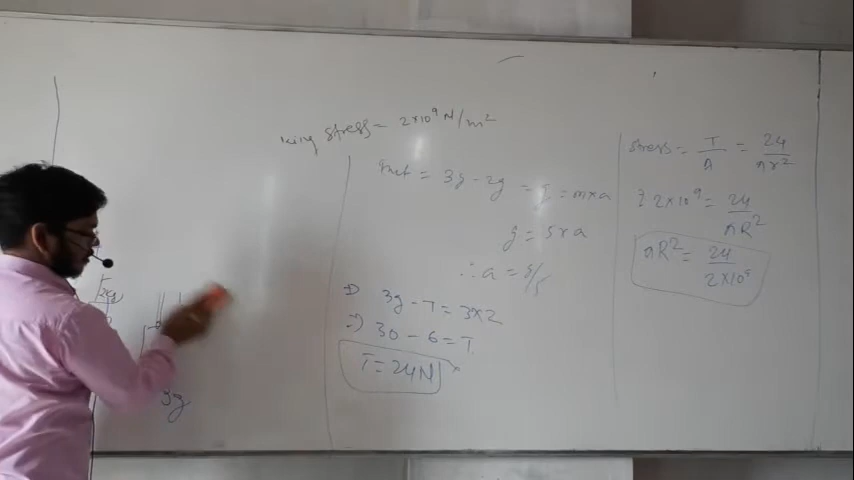 king stress = 2×10⁹ N/m²
2kg
3g
Fnet = 3g - 2g = g = m×a
g = 5×a
∴ a = g/5
⇒ 3g - T = 3×2
⇒ 30 - 6 = T
T = 24N
stress = T/A = 24/πr²
2×10⁹ = 24/πR²
πR² = 24/2×10⁹